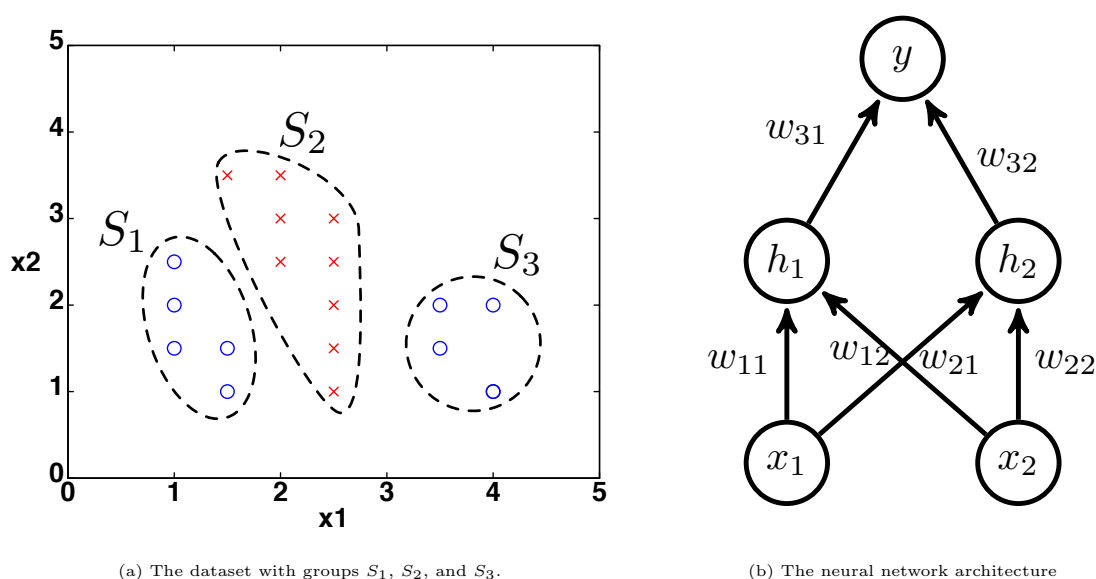 5
4
3
2
1
0
x2
0 1 2 3 4 5
x1
S₁
S₂
S₃
(a) The dataset with groups S₁, S₂, and S₃.
y
w₃₁
w₃₂
h₁
h₂
w₁₁
w₁₂
w₂₁
w₂₂
x₁
x₂
(b) The neural network architecture